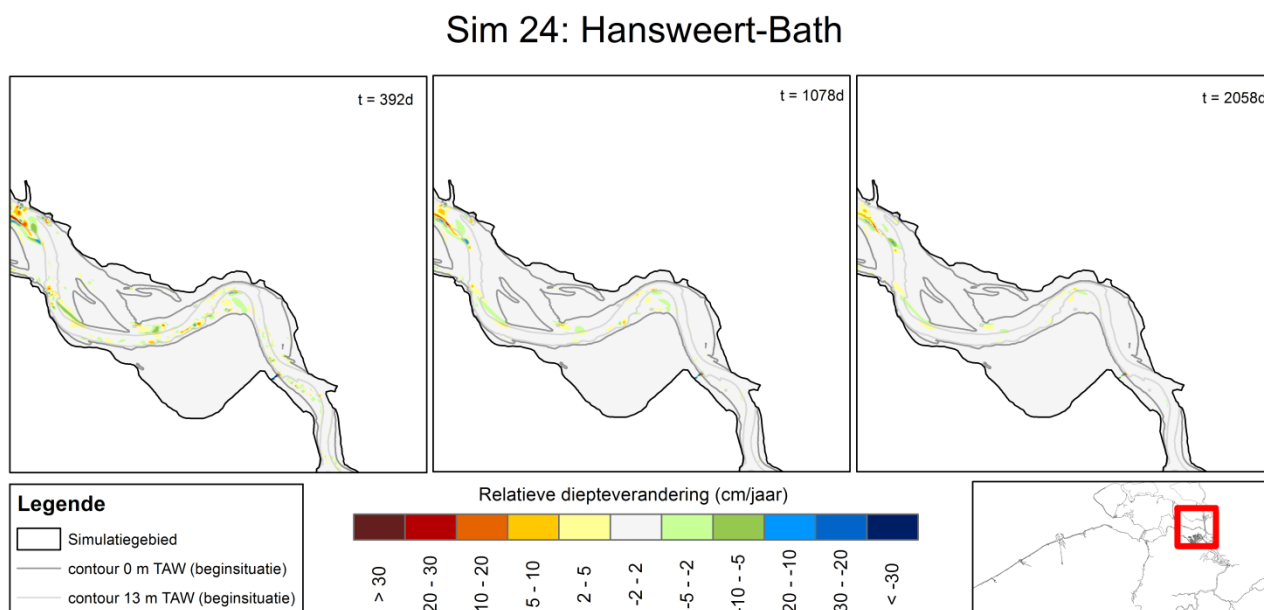 Sim 24: Hansweert-Bath
t = 392d
t = 1078d
t = 2058d
Legende
Simulatiegebied
contour 0 m TAW (beginsituatie)
contour 13 m TAW (beginsituatie)
Relatieve diepteverandering (cm/jaar)
> 30
20 - 30
10 - 20
5 - 10
2 - 5
-2 - 2
-5 - -2
-10 - -5
-20 - -10
-30 - -20
< -30